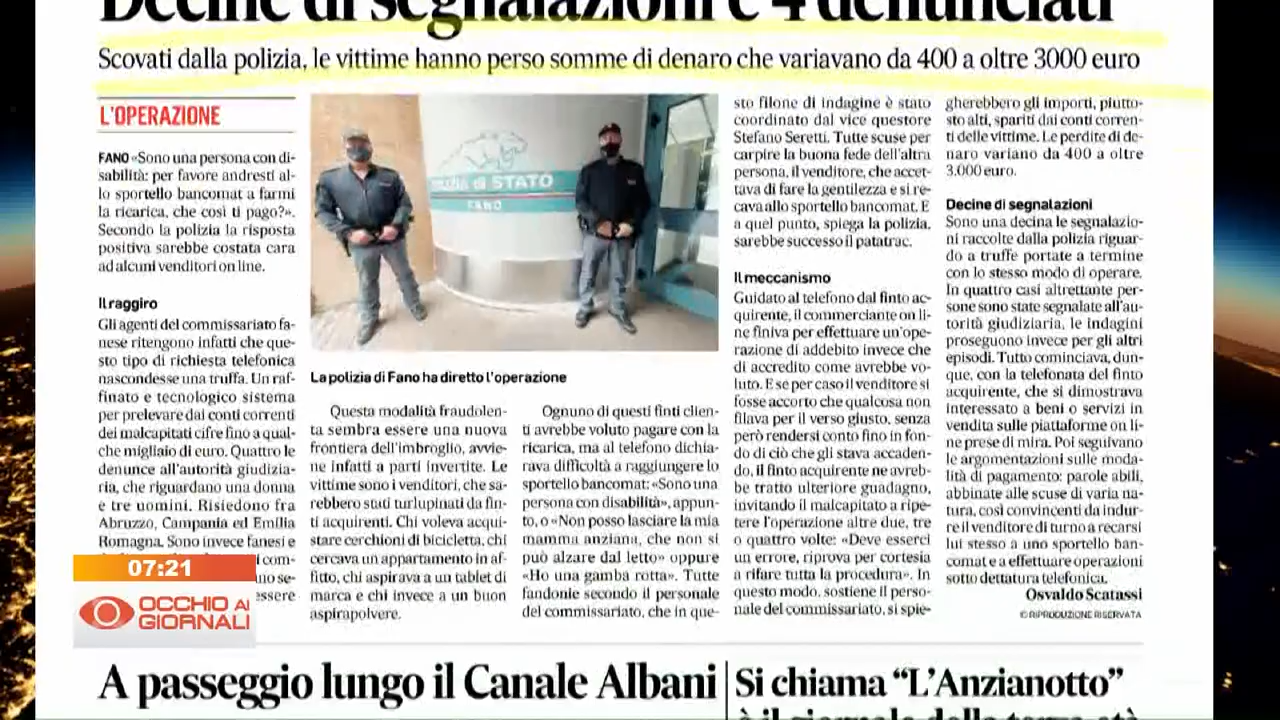 Decine di segnalazioni e 4 denunciati
Scovati dalla polizia, le vittime hanno perso somme di denaro che variavano da 400 a oltre 3000 euro
L'OPERAZIONE
FANO «Sono una persona con di-
sabilità: per favore andresti al-
lo sportello bancomat a farmi
la ricarica, che così ti pago?».
Secondo la polizia la risposta
positiva sarebbe costata cara
ad alcuni venditori on line.
Il raggiro
Gli agenti del commissariato fa-
nese ritengono infatti che que-
sto tipo di richiesta telefonica
nascondesse una truffa. Un raf-
finato e tecnologico sistema
per prelevare dai conti correnti
dei malcapitati cifre fino a qual-
che migliaio di euro. Quattro le
denunce all'autorità giudizia-
ria, che riguardano una donna
e tre uomini. Risiedono fra
Abruzzo, Campania ed Emilia
Romagna. Sono invece fanesi e
com-
no se-
essere
POLIZIA di STATO
FANO
La polizia di Fano ha diretto l'operazione
Questa modalità fraudolen-
ta sembra essere una nuova
frontiera dell'imbroglio, avvie-
ne infatti a parti invertite. Le
vittime sono i venditori, che sa-
rebbero stati turlupinati da fin-
ti acquirenti. Chi voleva acqui-
stare cerchioni di bicicletta, chi
cercava un appartamento in af-
fitto, chi aspirava a un tablet di
marca e chi invece a un buon
aspirapolvere.
Ognuno di questi finti clien-
ti avrebbe voluto pagare con la
ricarica, ma al telefono dichia-
rava difficoltà a raggiungere lo
sportello bancomat: «Sono una
persona con disabilità», appun-
to, o «Non posso lasciare la mia
mamma anziana, che non si
può alzare dal letto» oppure
«Ho una gamba rotta». Tutte
fandonie secondo il personale
del commissariato, che in que-
sto filone di indagine è stato
coordinato dal vice questore
Stefano Seretti. Tutte scuse per
carpire la buona fede dell'altra
persona, il venditore, che accet-
tava di fare la gentilezza e si re-
cava allo sportello bancomat. E
a quel punto, spiega la polizia,
sarebbe successo il patatrac.
Il meccanismo
Guidato al telefono dal finto ac-
quirente, il commerciante on li-
ne finiva per effettuare un'ope-
razione di addebito invece che
di accredito come avrebbe vo-
luto. E se per caso il venditore si
fosse accorto che qualcosa non
filava per il verso giusto, senza
però rendersi conto fino in fon-
do di ciò che gli stava accaden-
do, il finto acquirente ne avreb-
be tratto ulteriore guadagno,
invitando il malcapitato a ripe-
tere l'operazione altre due, tre
o quattro volte: «Deve esserci
un errore, riprova per cortesia
a rifare tutta la procedura». In
questo modo, sostiene il perso-
nale del commissariato, si spie-
gherebbero gli importi, piutto-
sto alti, spariti dai conti corren-
ti delle vittime. Le perdite di de-
naro variano da 400 a oltre
3.000 euro.
Decine di segnalazioni
Sono una decina le segnalazio-
ni raccolte dalla polizia riguar-
do a truffe portate a termine
con lo stesso modo di operare.
In quattro casi altrettante per-
sone sono state segnalate all'au-
torità giudiziaria, le indagini
proseguono invece per gli altri
episodi. Tutto cominciava, dun-
que, con la telefonata del finto
acquirente, che si dimostrava
interessato a beni o servizi in
vendita sulle piattaforme on li-
ne prese di mira. Poi seguivano
le argomentazioni sulle moda-
lità di pagamento: parole abili,
abbinate alle scuse di varia na-
tura, così convincenti da indur-
re il venditore di turno a recarsi
lui stesso a uno sportello ban-
comat e a effettuare operazioni
sotto dettatura telefonica.
Osvaldo Scatassi
© RIPRODUZIONE RISERVATA
07:21
OCCHIO AI
GIORNALI
A passeggio lungo il Canale Albani
Si chiama “L'Anzianotto”
è il giornale della terza età